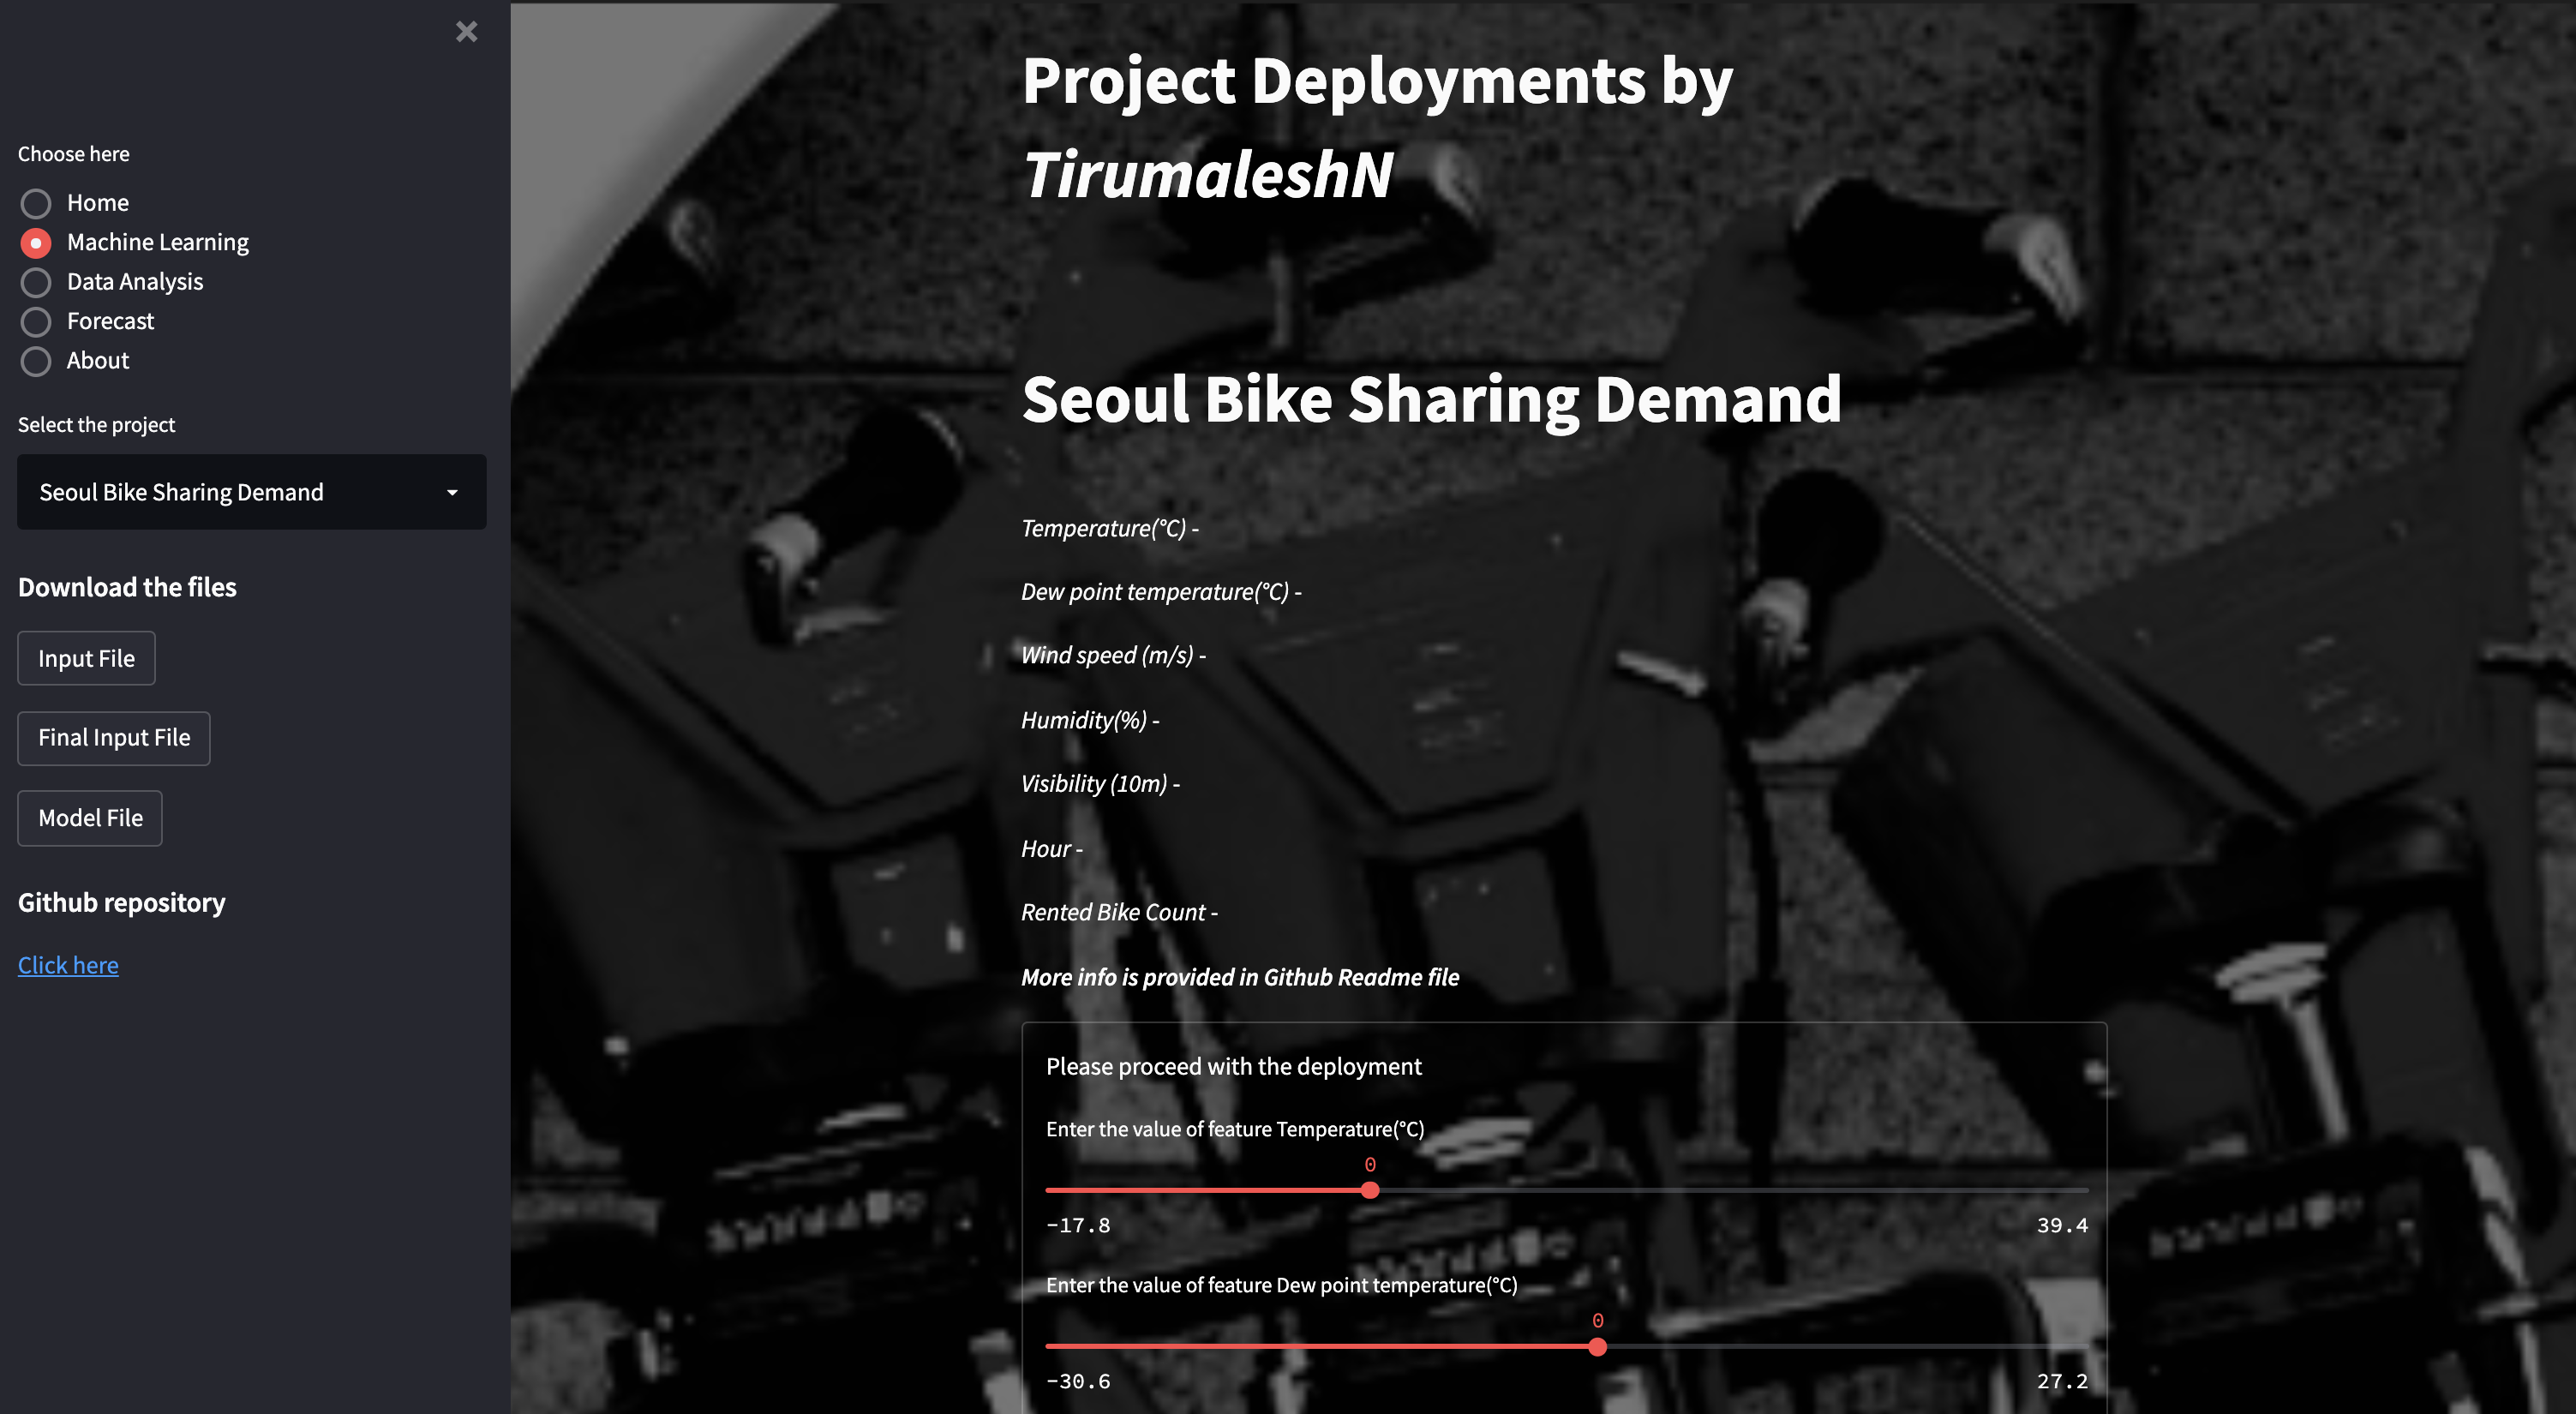 Choose here
Home
Machine Learning
Data Analysis
Forecast
About
Select the project
Seoul Bike Sharing Demand
Download the files
Input File
Final Input File
Model File
Github repository
Click here
Project Deployments by
TirumaleshN
Seoul Bike Sharing Demand
Temperature(°C) -
Dew point temperature(°C) -
Wind speed (m/s) -
Humidity(%) -
Visibility (10m) -
Hour -
Rented Bike Count -
More info is provided in Github Readme file
Please proceed with the deployment
Enter the value of feature Temperature(°C)
0
-17.8 39.4
Enter the value of feature Dew point temperature(°C)
0
-30.6 27.2